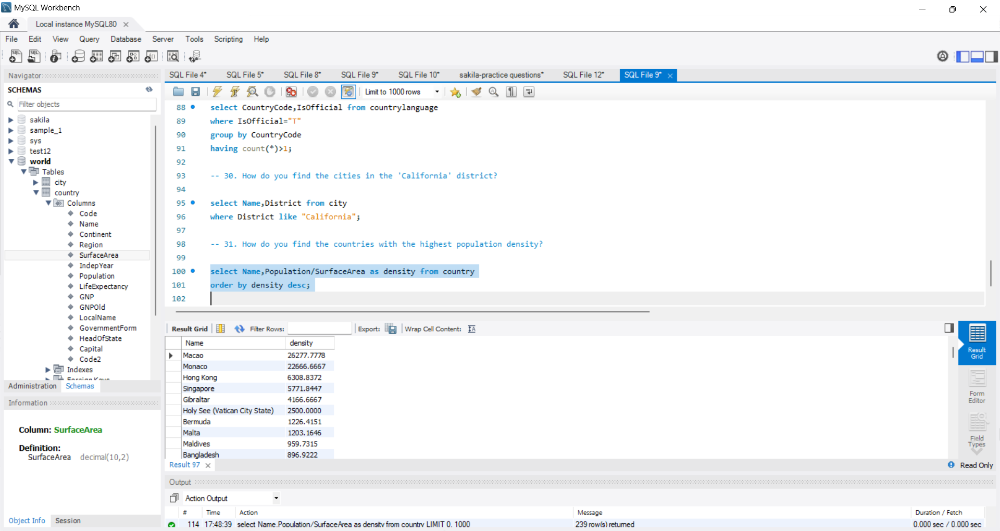 MySQL Workbench
Local instance MySQL80
File Edit View Query Database Server Tools Scripting Help
Navigator
SCHEMAS
Filter objects
sakila
sample_1
sys
test12
world
Tables
city
country
Columns
Code
Name
Continent
Region
SurfaceArea
IndepYear
Population
LifeExpectancy
GNP
GNPOld
LocalName
GovernmentForm
HeadOfState
Capital
Code2
Indexes
Foreign Keys
Administration Schemas
Information
Column: SurfaceArea
Definition:
SurfaceArea decimal(10,2)
Object Info Session
SQL File 4* SQL File 5* SQL File 8* SQL File 9* SQL File 10* sakila-practice questions* SQL File 12* SQL File 9*
Limit to 1000 rows
88 select CountryCode,IsOfficial from countrylanguage
89 where IsOfficial="T"
90 group by CountryCode
91 having count(*)>1;
92
93 -- 30. How do you find the cities in the 'California' district?
94
95 select Name,District from city
96 where District like "California";
97
98 -- 31. How do you find the countries with the highest population density?
99
100 select Name,Population/SurfaceArea as density from country
101 order by density desc;
102
Result Grid Filter Rows: Export: Wrap Cell Content:
Name density
Macao 26277.7778
Monaco 22666.6667
Hong Kong 6308.8372
Singapore 5771.8447
Gibraltar 4166.6667
Holy See (Vatican City State) 2500.0000
Bermuda 1226.4151
Malta 1203.1646
Maldives 959.7315
Bangladesh 896.9222
Result Grid
Form Editor
Field Types
Result 97
Read Only
Output
Action Output
# Time Action Message Duration / Fetch
114 17:48:39 select Name,Population/SurfaceArea as density from country LIMIT 0, 1000 239 row(s) returned 0.000 sec / 0.000 sec